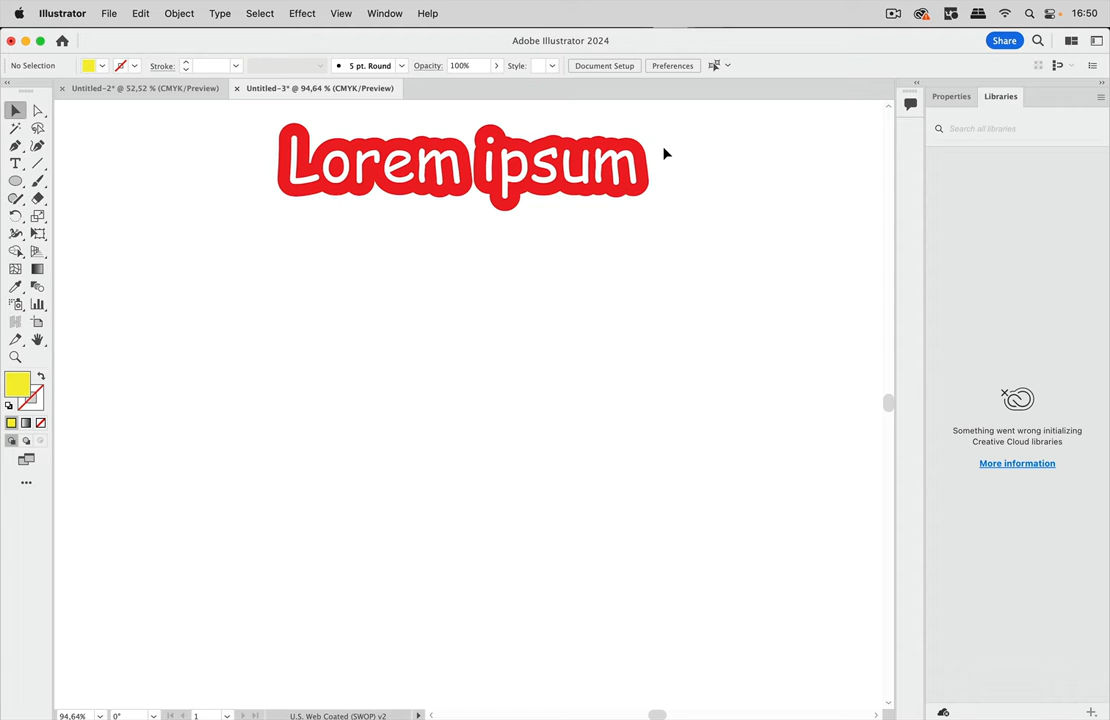 Illustrator File Edit Object Type Select Effect View Window Help 16:50
Adobe Illustrator 2024 Share
No Selection Stroke: 5 pt. Round Opacity: 100% Style: Document Setup Preferences
Untitled-2* @ 52,52 % (CMYK/Preview) Untitled-3* @ 94,64 % (CMYK/Preview)
Properties Libraries
Search all libraries
Lorem ipsum
Something went wrong initializing
Creative Cloud libraries
More information
94,64% 0° 1 U.S. Web Coated (SWOP) v2